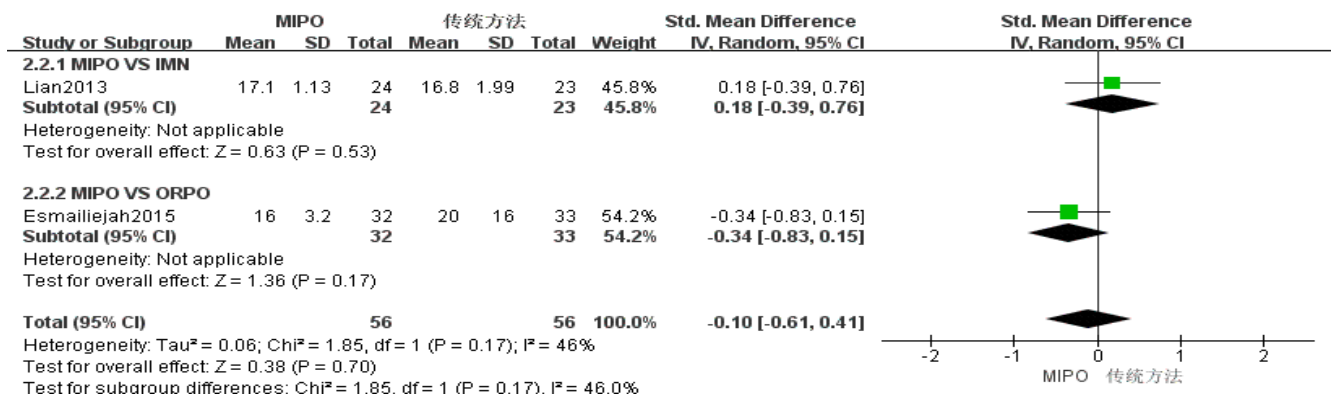 MIPO 传统方法 Std. Mean Difference Std. Mean Difference
Study or Subgroup Mean SD Total Mean SD Total Weight IV, Random, 95% CI IV, Random, 95% CI
2.2.1 MIPO VS IMN
Lian2013 17.1 1.13 24 16.8 1.99 23 45.8% 0.18 [-0.39, 0.76]
Subtotal (95% CI) 24 23 45.8% 0.18 [-0.39, 0.76]
Heterogeneity: Not applicable
Test for overall effect: Z = 0.63 (P = 0.53)
2.2.2 MIPO VS ORPO
Esmailiejah2015 16 3.2 32 20 16 33 54.2% -0.34 [-0.83, 0.15]
Subtotal (95% CI) 32 33 54.2% -0.34 [-0.83, 0.15]
Heterogeneity: Not applicable
Test for overall effect: Z = 1.36 (P = 0.17)
Total (95% CI) 56 56 100.0% -0.10 [-0.61, 0.41]
Heterogeneity: Tau² = 0.06; Chi² = 1.85, df = 1 (P = 0.17); I² = 46%
Test for overall effect: Z = 0.38 (P = 0.70)
Test for subgroup differences: Chi² = 1.85, df = 1 (P = 0.17), I² = 46.0%
-2 -1 0 1 2
MIPO 传统方法